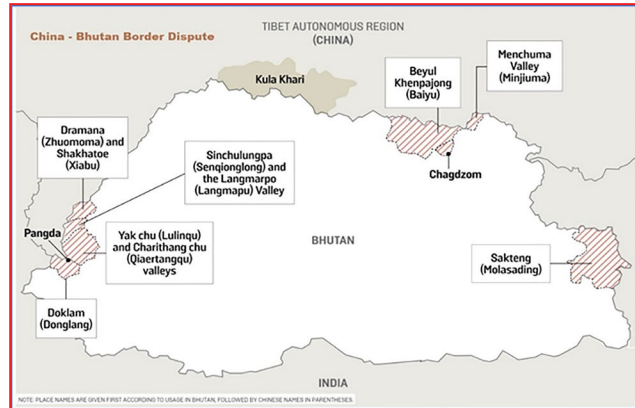 China - Bhutan Border Dispute
TIBET AUTONOMOUS REGION
(CHINA)
Kula Khari
Beyul
Khenpajong
(Baiyu)
Menchuma
Valley
(Minjiuma)
Dramana
(Zhuomoma) and
Shakhatoe
(Xiabu)
Sinchulungpa
(Senqionglong) and
the Langmarpo
(Langmapu) Valley
Chagdzom
Pangda
Yak chu (Lulinqu)
and Charithang chu
(Qiaertangqu)
valleys
BHUTAN
Sakteng
(Molasading)
Doklam
(Donglang)
INDIA
NOTE: PLACE NAMES ARE GIVEN FIRST ACCORDING TO USAGE IN BHUTAN, FOLLOWED BY CHINESE NAMES IN PARENTHESES.